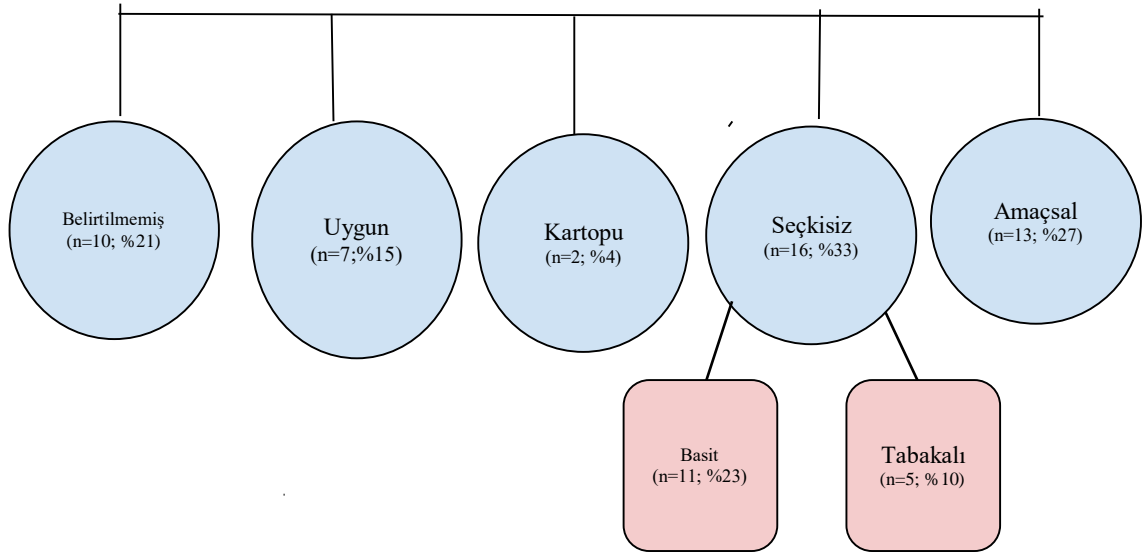 Belirtilmemiş
(n=10; %21)
Uygun
(n=7;%15)
Kartopu
(n=2; %4)
Seçkisiz
(n=16; %33)
Amaçsal
(n=13; %27)
Basit
(n=11; %23)
Tabakalı
(n=5; %10)